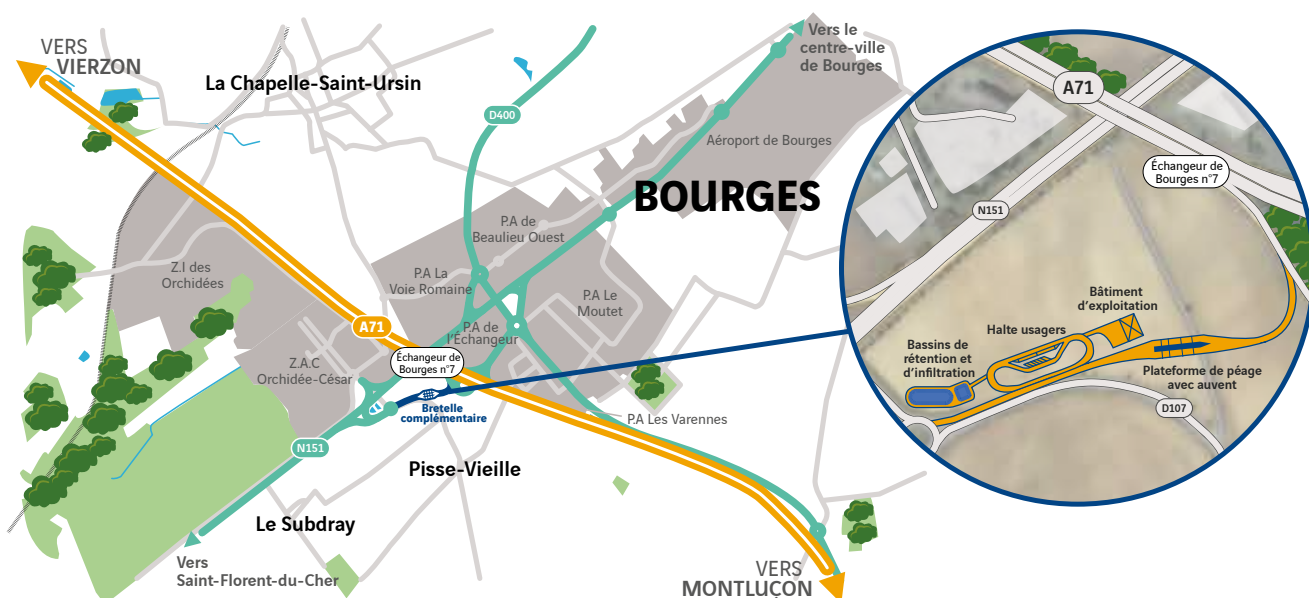 VERS
VIERZON
La Chapelle-Saint-Ursin
D400
Vers le
centre-ville
de Bourges
Aéroport de Bourges
BOURGES
P.A de
Beaulieu Ouest
Z.I des
Orchidées
P.A La
Voie Romaine
P.A Le
Moutet
A71
P.A de
l'Échangeur
Échangeur de
Bourges n°7
Z.A.C
Orchidée-César
Bretelle
complémentaire
P.A Les Varennes
N151
Pisse-Vieille
Le Subdray
Vers
Saint-Florent-du-Cher
VERS
MONTLUÇON
A71
Échangeur de
Bourges n°7
N151
Bâtiment
d'exploitation
Halte usagers
Bassins de
rétention et
d'infiltration
Plateforme de péage
avec auvent
D107